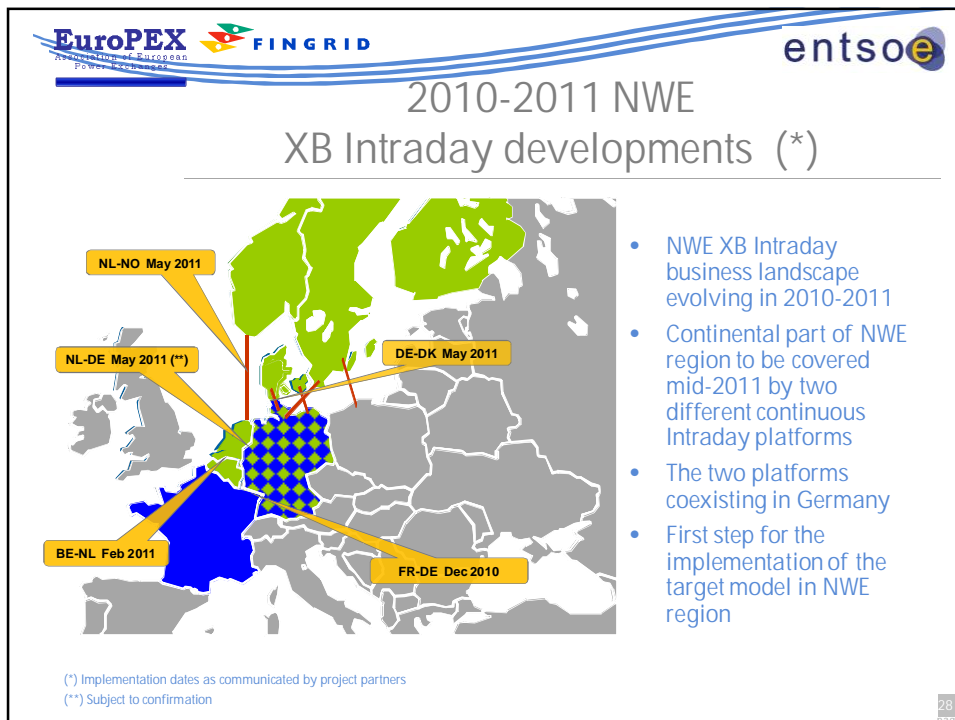 EuroPEX
Association of European
Power Exchanges
FINGRID
entsoe
2010-2011 NWE
XB Intraday developments (*)
NL-NO May 2011
NL-DE May 2011 (**)
DE-DK May 2011
BE-NL Feb 2011
FR-DE Dec 2010
• NWE XB Intraday
business landscape
evolving in 2010-2011
• Continental part of NWE
region to be covered
mid-2011 by two
different continuous
Intraday platforms
• The two platforms
coexisting in Germany
• First step for the
implementation of the
target model in NWE
region
(*) Implementation dates as communicated by project partners
(**) Subject to confirmation
28